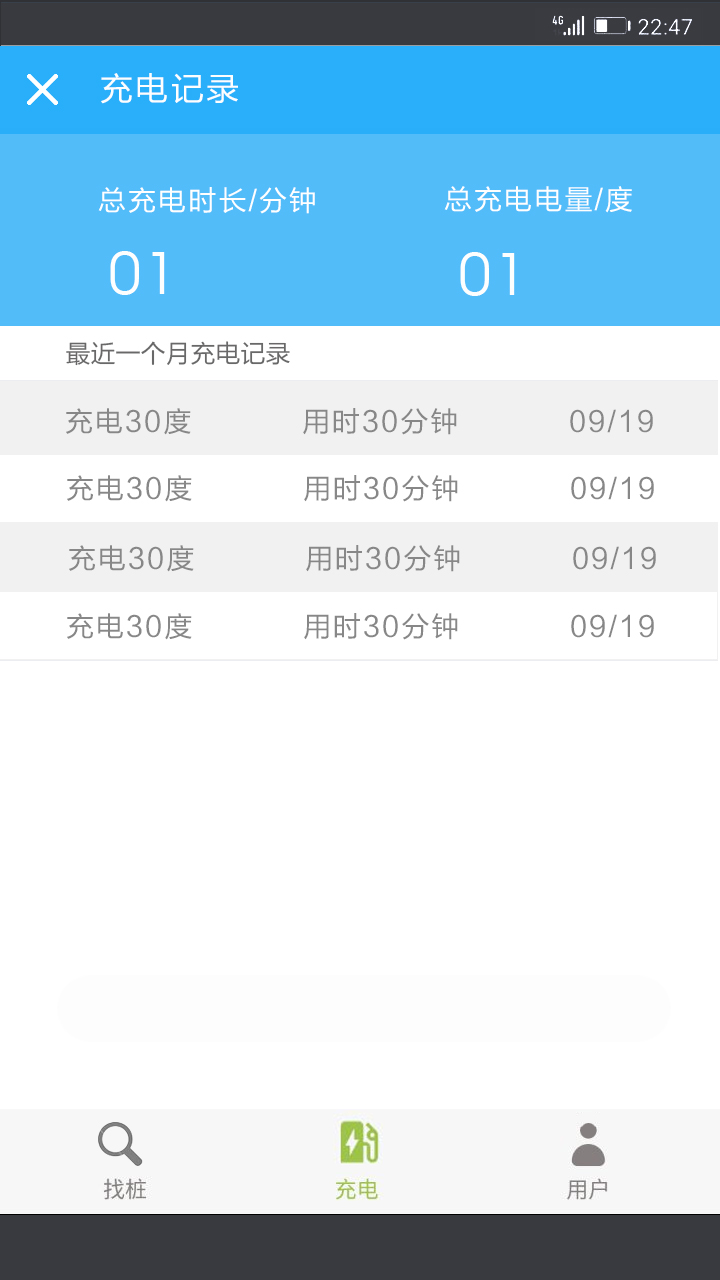 4G 22:47
充电记录
总充电时长/分钟 总充电电量/度
01 01
最近一个月充电记录
充电30度 用时30分钟 09/19
充电30度 用时30分钟 09/19
充电30度 用时30分钟 09/19
充电30度 用时30分钟 09/19
找桩 充电 用户